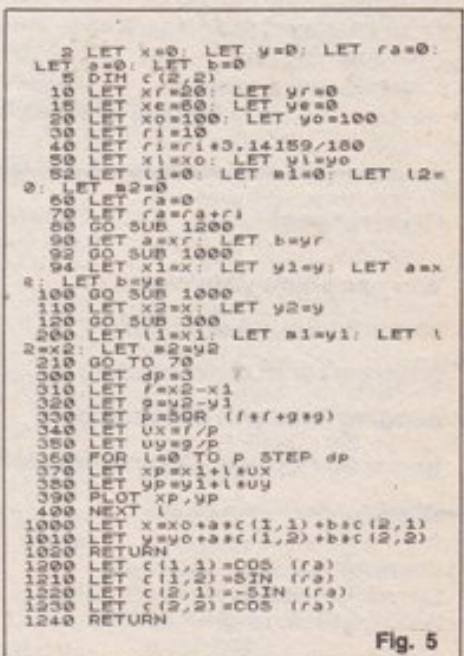 2 LET x=0: LET y=0: LET ra=0:
LET a=0: LET b=0
5 DIM c(2,2)
10 LET xr=20: LET yr=0
15 LET xe=60: LET ye=0
20 LET xo=100: LET yo=100
30 LET ri=10
40 LET ri=ri*3.14159/180
50 LET xl=xo: LET yl=yo
52 LET l1=0: LET m1=0: LET l2=
0: LET m2=0
60 LET ra=0
70 LET ra=ra+ri
80 GO SUB 1200
90 LET a=xr: LET b=yr
92 GO SUB 1000
94 LET x1=x: LET y1=y: LET a=x
e: LET b=ye
100 GO SUB 1000
110 LET x2=x: LET y2=y
120 GO SUB 300
200 LET l1=x1: LET m1=y1: LET l
2=x2: LET m2=y2
210 GO TO 70
300 LET dp=3
310 LET f=x2-x1
320 LET g=y2-y1
330 LET p=SQR (f*f+g*g)
340 LET ux=f/p
350 LET uy=g/p
360 FOR l=0 TO p STEP dp
370 LET xp=x1+l*ux
380 LET yp=y1+l*uy
390 PLOT xp,yp
400 NEXT l
1000 LET x=xo+a*c(1,1)+b*c(2,1)
1010 LET y=yo+a*c(1,2)+b*c(2,2)
1020 RETURN
1200 LET c(1,1)=COS (ra)
1210 LET c(1,2)=SIN (ra)
1220 LET c(2,1)=-SIN (ra)
1230 LET c(2,2)=COS (ra)
1240 RETURN
Fig. 5